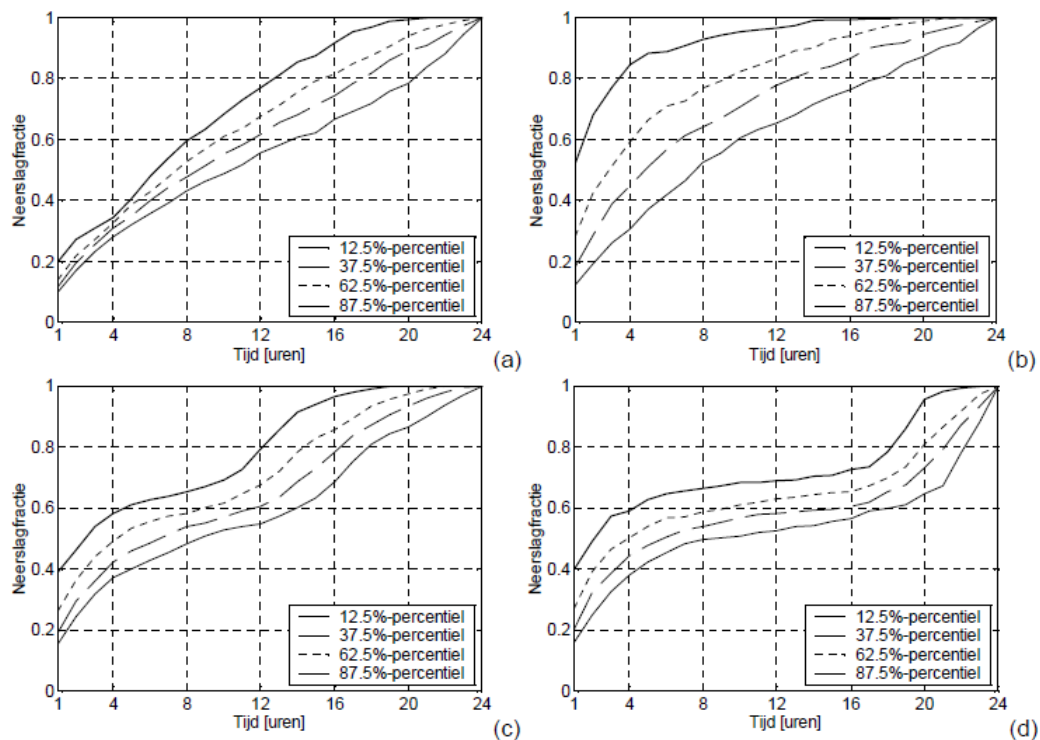 1
0.8
0.6
0.4
0.2
0
Neerslagfractie
12.5%-percentiel
37.5%-percentiel
62.5%-percentiel
87.5%-percentiel
1 4 8 12 16 20 24
Tijd [uren]
(a)
1
0.8
0.6
0.4
0.2
0
Neerslagfractie
12.5%-percentiel
37.5%-percentiel
62.5%-percentiel
87.5%-percentiel
1 4 8 12 16 20 24
Tijd [uren]
(b)
1
0.8
0.6
0.4
0.2
0
Neerslagfractie
12.5%-percentiel
37.5%-percentiel
62.5%-percentiel
87.5%-percentiel
1 4 8 12 16 20 24
Tijd [uren]
(c)
1
0.8
0.6
0.4
0.2
0
Neerslagfractie
12.5%-percentiel
37.5%-percentiel
62.5%-percentiel
87.5%-percentiel
1 4 8 12 16 20 24
Tijd [uren]
(d)